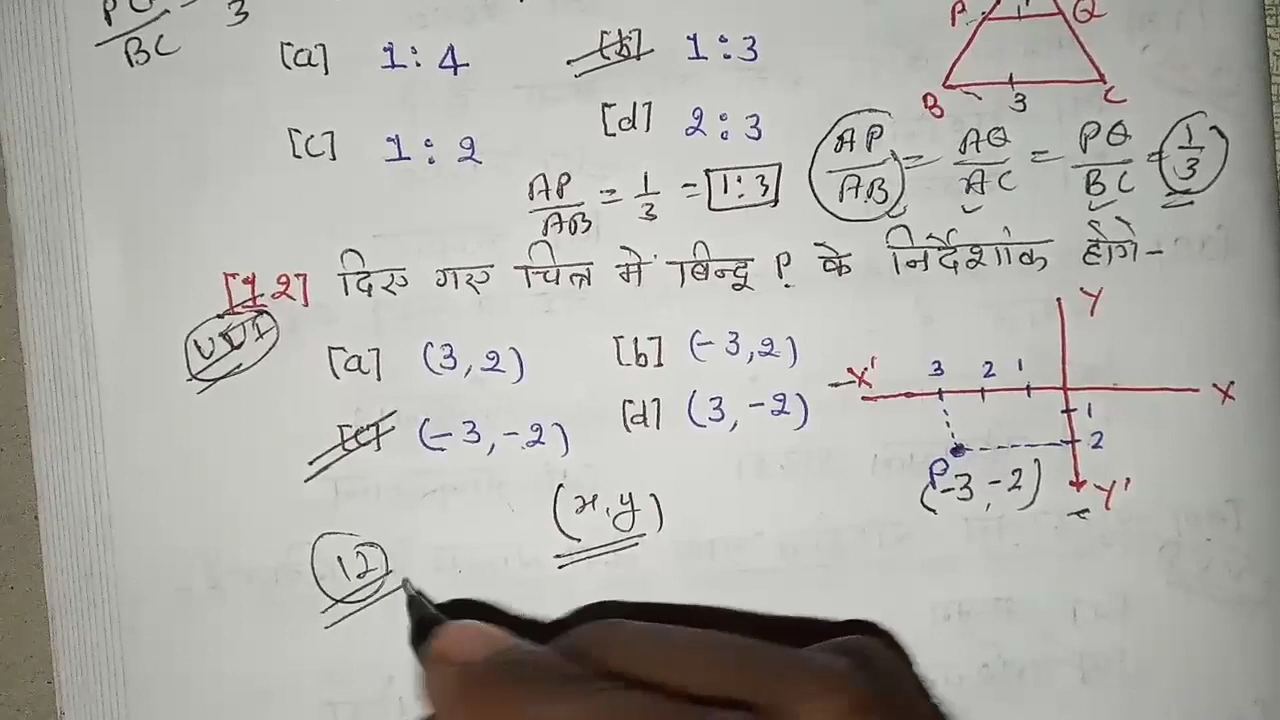 BC 3
P Q
[a] 1:4 [b] 1:3
B 3 C
[c] 1:2 [d] 2:3
AP/AB = 1/3 = 1:3
AP/AB = AQ/AC = PQ/BC = 1/3
[12] दिए गए चित्र में बिन्दू P. के निर्देशांक होंगे-
VVI
[a] (3,2) [b] (-3,2)
[c] (-3,-2) [d] (3,-2)
Y
-X' 3 2 1 X
1
2
P
(-3,-2) Y'
(x,y)
12